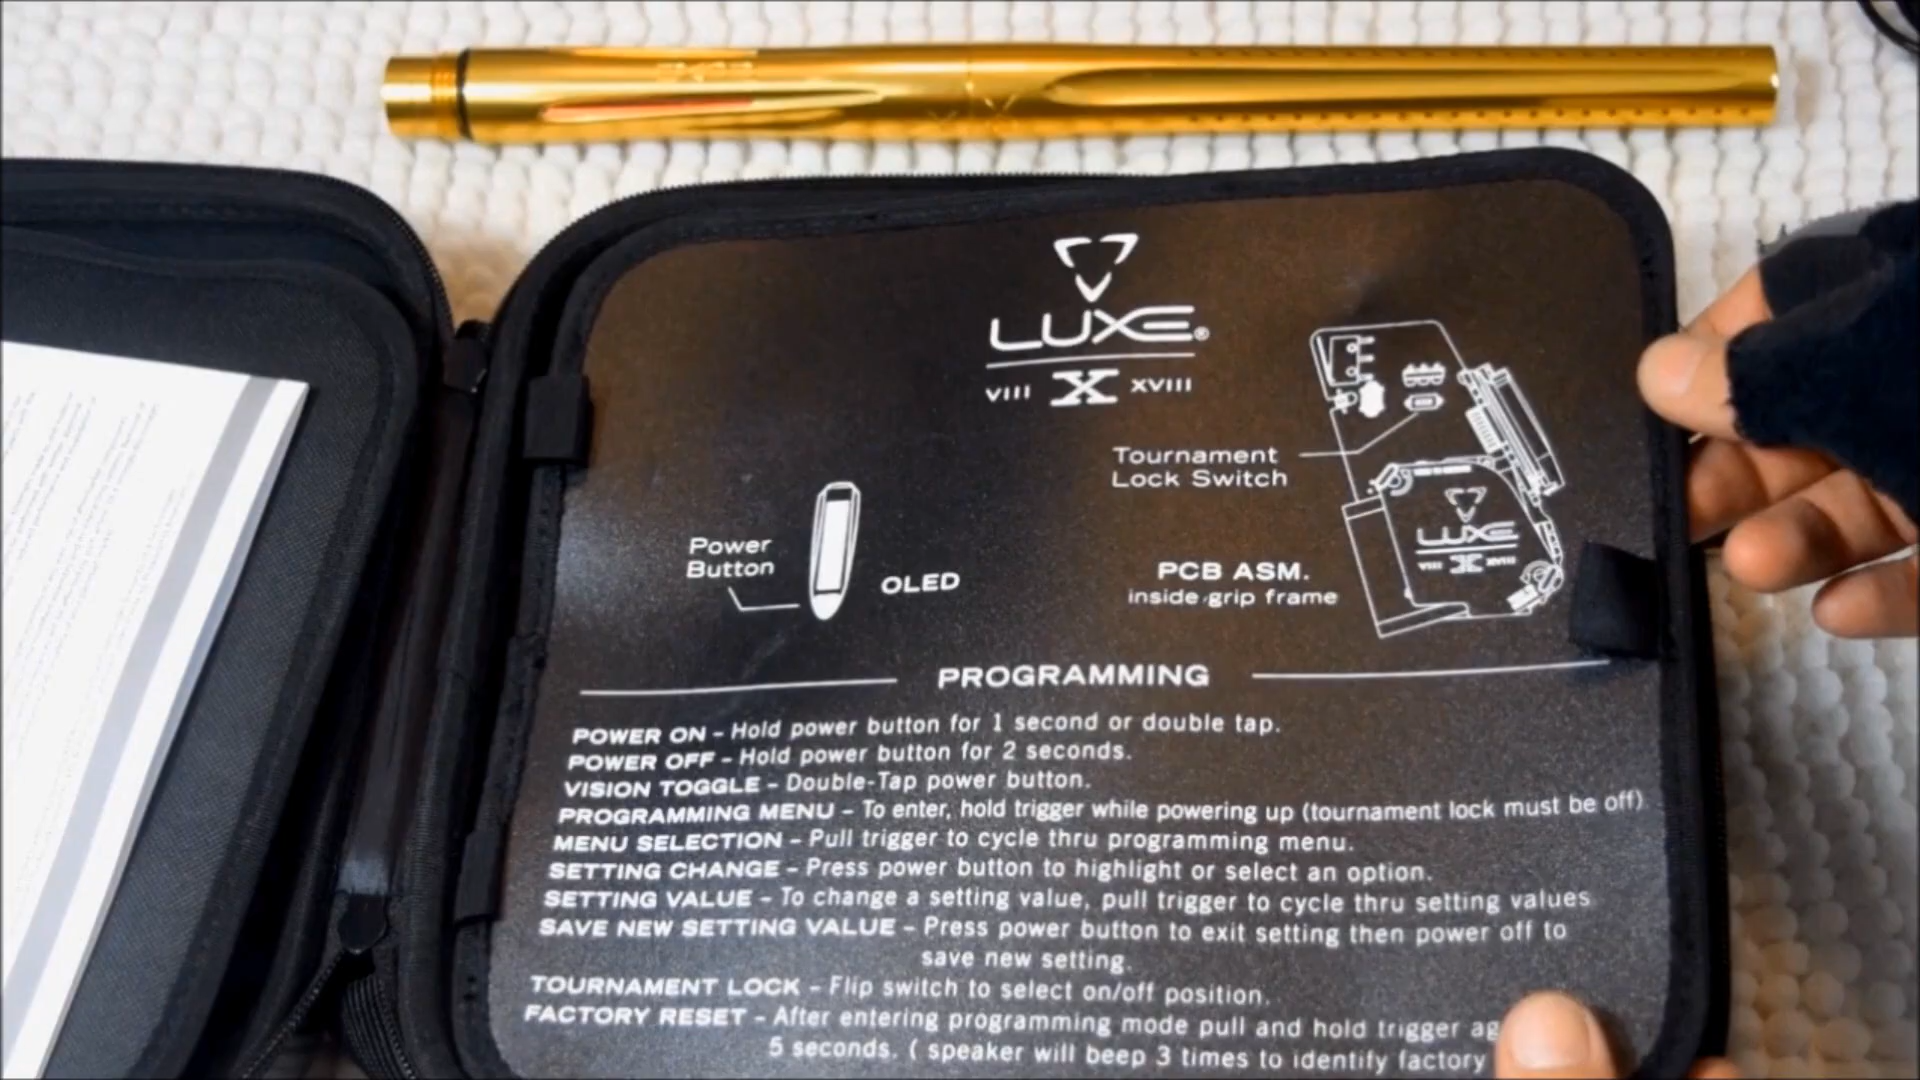 LUXE®
VIII X XVIII
Tournament
Lock Switch
LUXE
VIII X XVIII
Power
Button
OLED
PCB ASM.
inside grip frame
PROGRAMMING
POWER ON – Hold power button for 1 second or double tap.
POWER OFF – Hold power button for 2 seconds.
VISION TOGGLE – Double-Tap power button.
PROGRAMMING MENU – To enter, hold trigger while powering up (tournament lock must be off)
MENU SELECTION – Pull trigger to cycle thru programming menu.
SETTING CHANGE – Press power button to highlight or select an option.
SETTING VALUE – To change a setting value, pull trigger to cycle thru setting values
SAVE NEW SETTING VALUE – Press power button to exit setting then power off to
save new setting.
TOURNAMENT LOCK – Flip switch to select on/off position.
FACTORY RESET – After entering programming mode pull and hold trigger ag
5 seconds. ( speaker will beep 3 times to identify factory